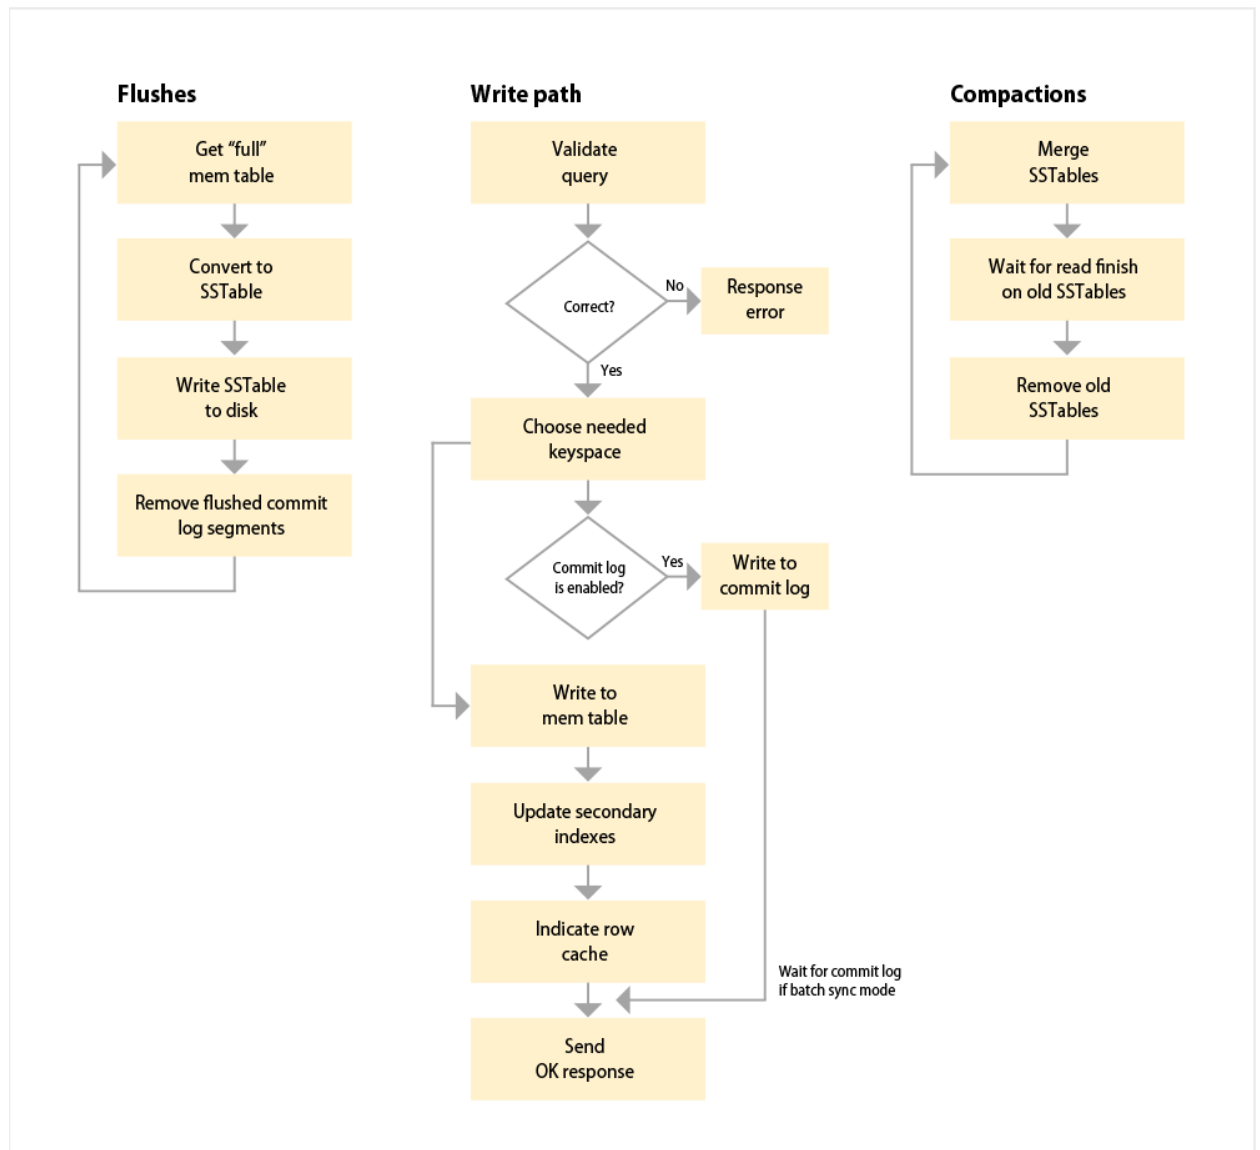 Flushes
Get “full”
mem table
Convert to
SSTable
Write SSTable
to disk
Remove flushed commit
log segments
Write path
Validate
query
Correct?
No
Response
error
Yes
Choose needed
keyspace
Commit log
is enabled?
Yes
Write to
commit log
Write to
mem table
Update secondary
indexes
Indicate row
cache
Wait for commit log
if batch sync mode
Send
OK response
Compactions
Merge
SSTables
Wait for read finish
on old SSTables
Remove old
SSTables